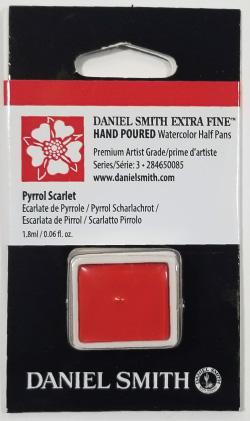 DANIEL SMITH EXTRA FINE™
HAND POURED Watercolor Half Pans
Premium Artist Grade/prime d'artiste
Series/Série: 3 • 284650085
www.danielsmith.com
Pyrrol Scarlet
Ecarlate de Pyrrole / Pyrrol Scharlachrot /
Escarlata de Pirrol / Scarlatto Pirrolo
1.8ml / 0.06 fl. oz.
DANIEL SMITH